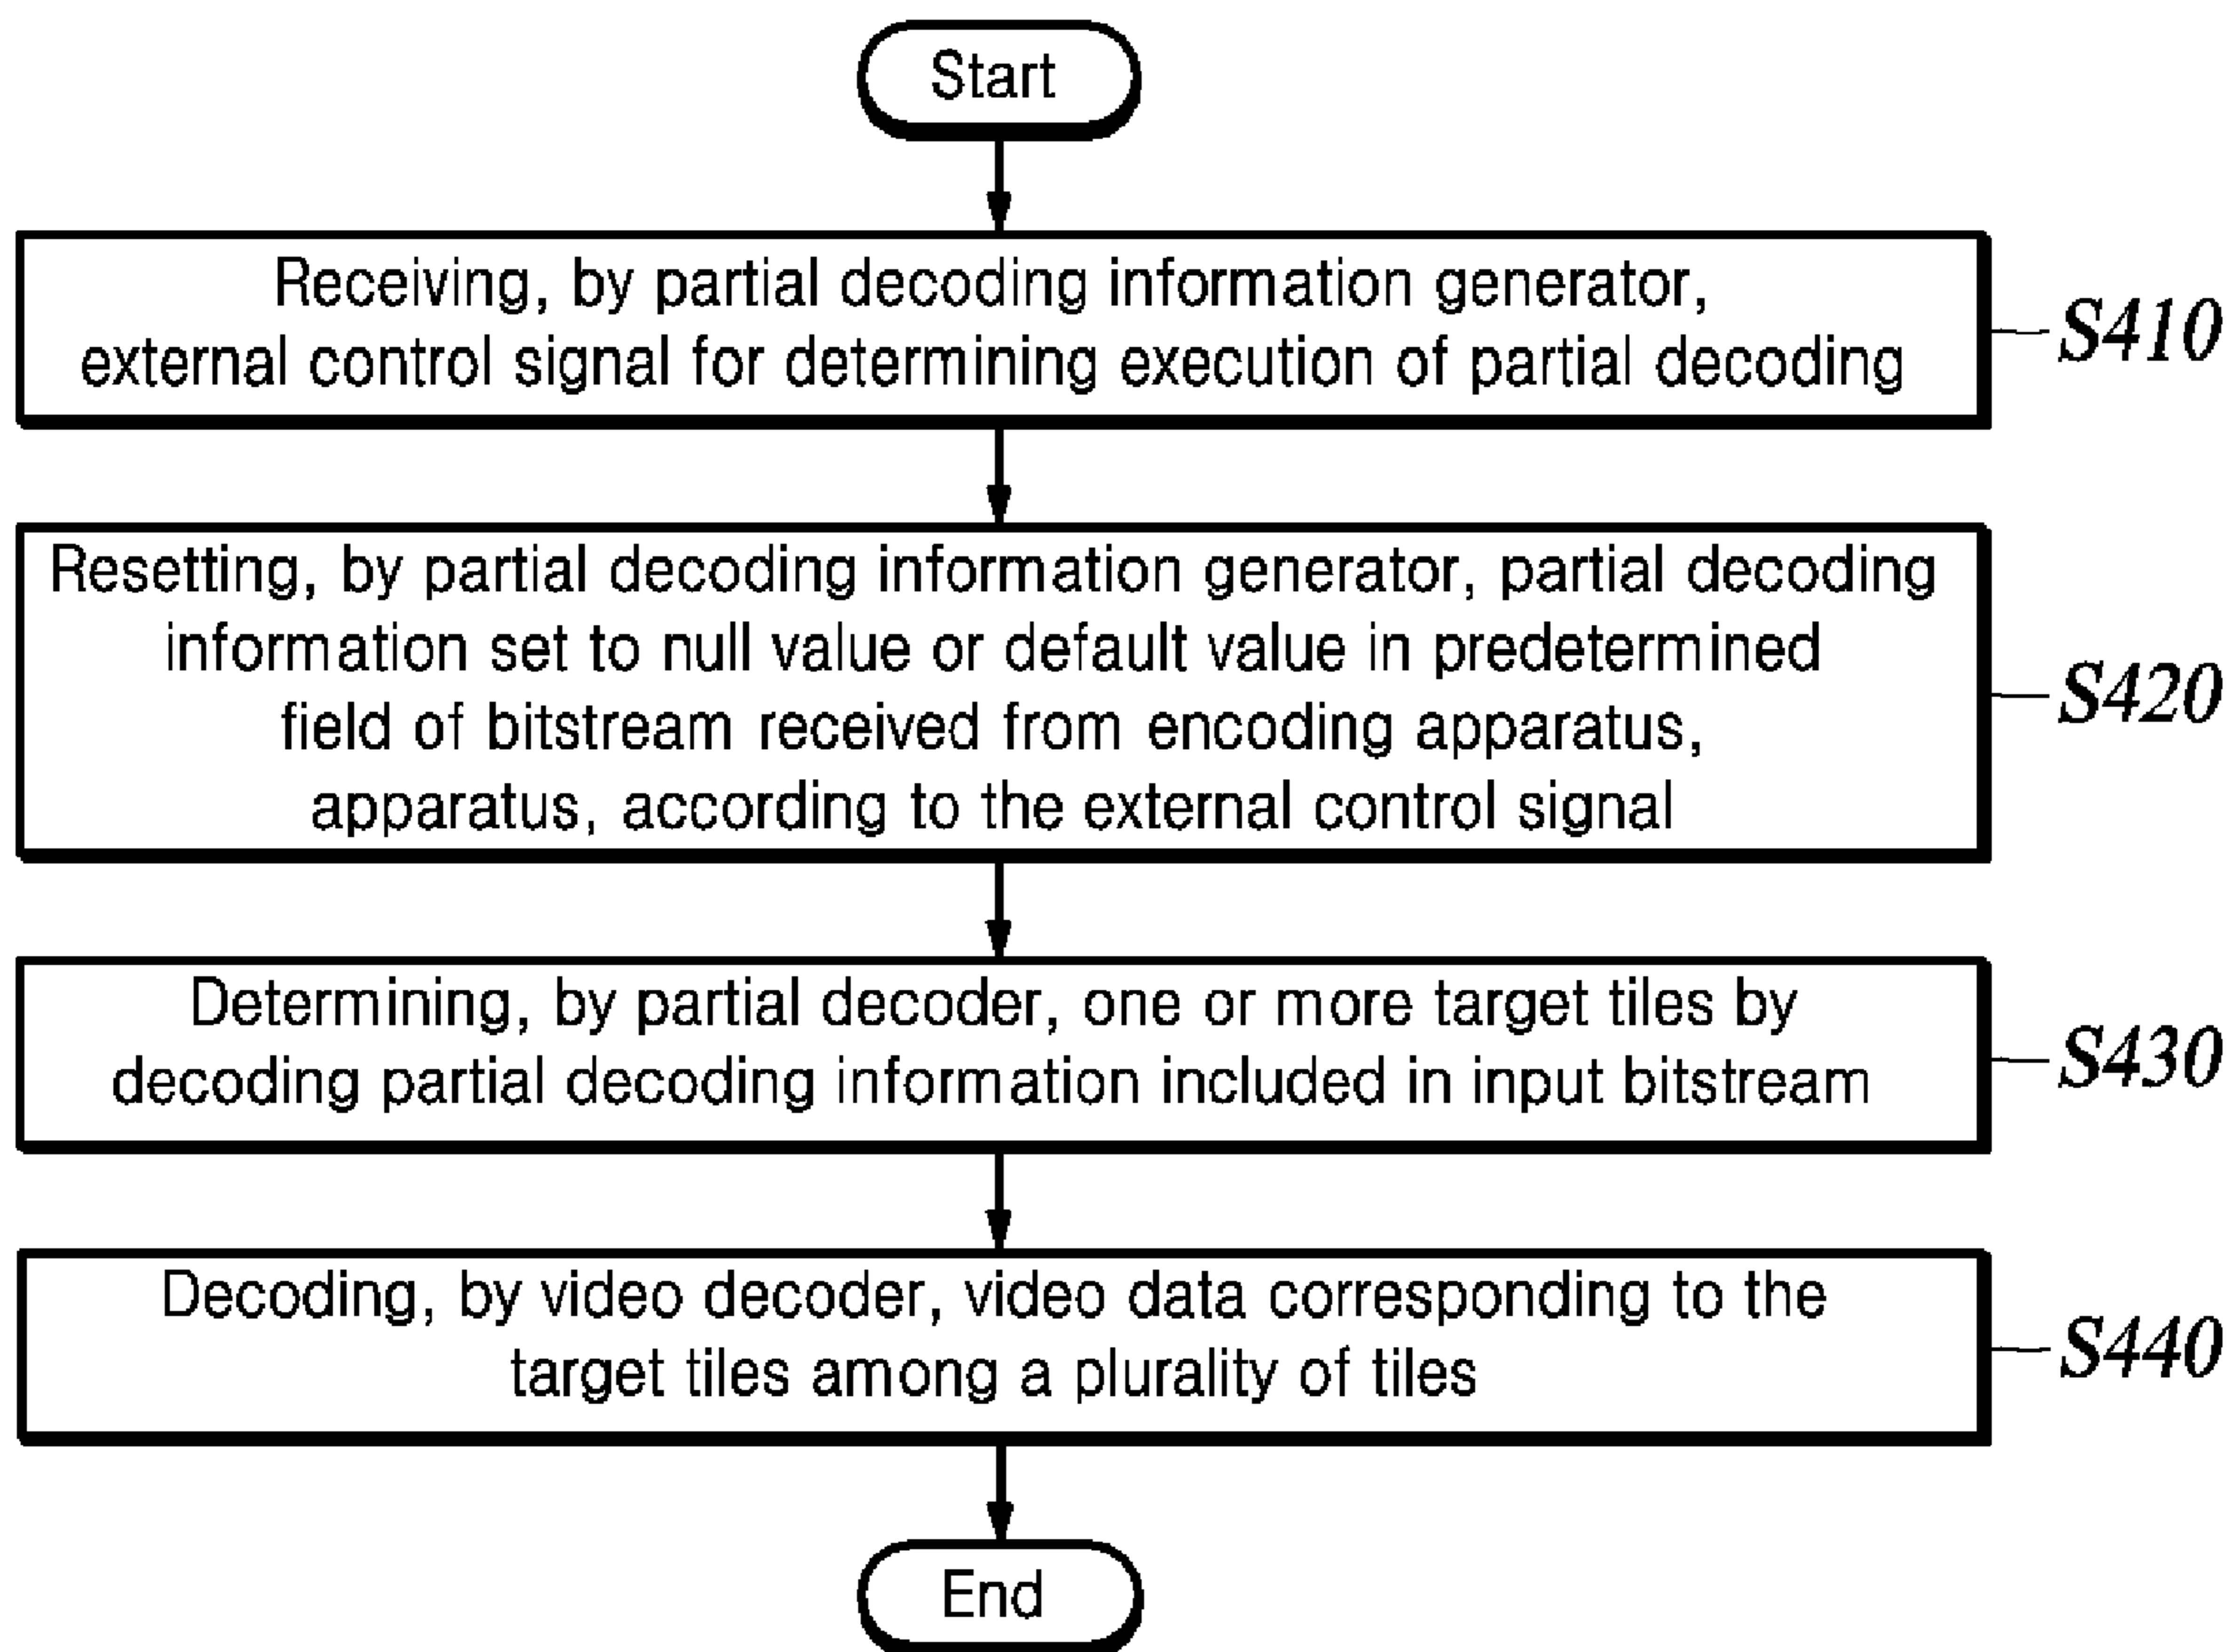 Start
Receiving, by partial decoding information generator,
external control signal for determining execution of partial decoding
S410
Resetting, by partial decoding information generator, partial decoding
information set to null value or default value in predetermined
field of bitstream received from encoding apparatus,
apparatus, according to the external control signal
S420
Determining, by partial decoder, one or more target tiles by
decoding partial decoding information included in input bitstream
S430
Decoding, by video decoder, video data corresponding to the
target tiles among a plurality of tiles
S440
End